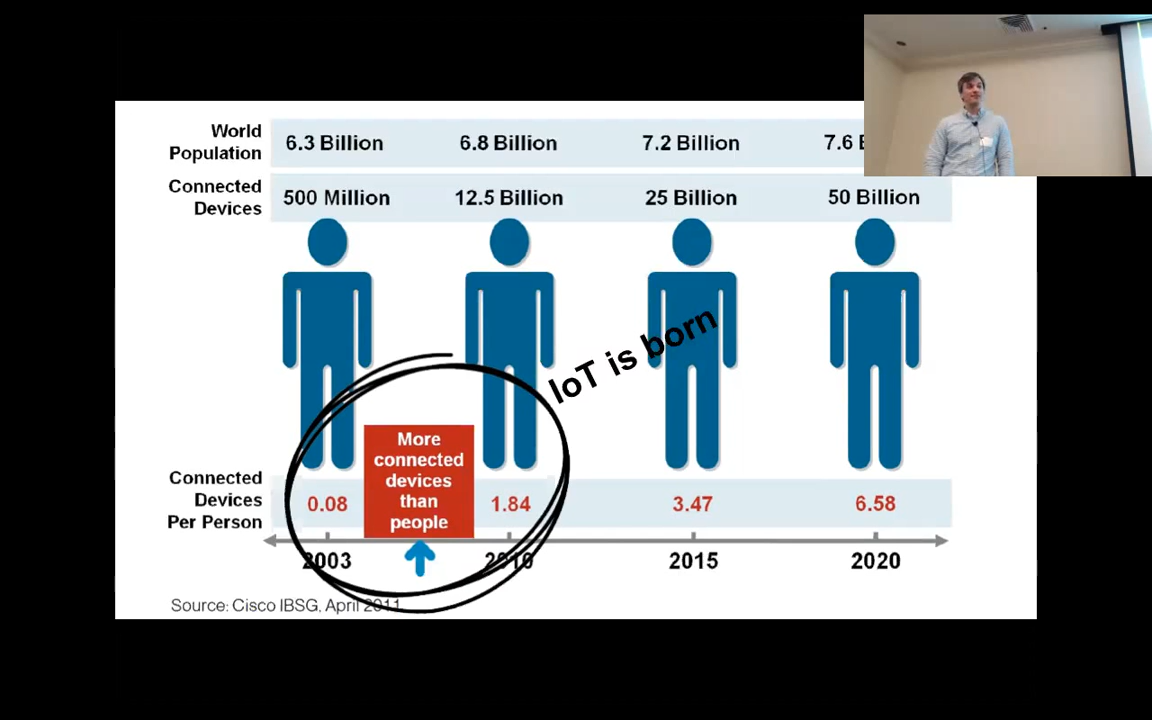 World
Population
6.3 Billion
6.8 Billion
7.2 Billion
7.6
Connected
Devices
500 Million
12.5 Billion
25 Billion
50 Billion
IoT is born
More
connected
devices
than
people
Connected
Devices
Per Person
0.08
1.84
3.47
6.58
2003
2010
2015
2020
Source: Cisco IBSG, April 2011